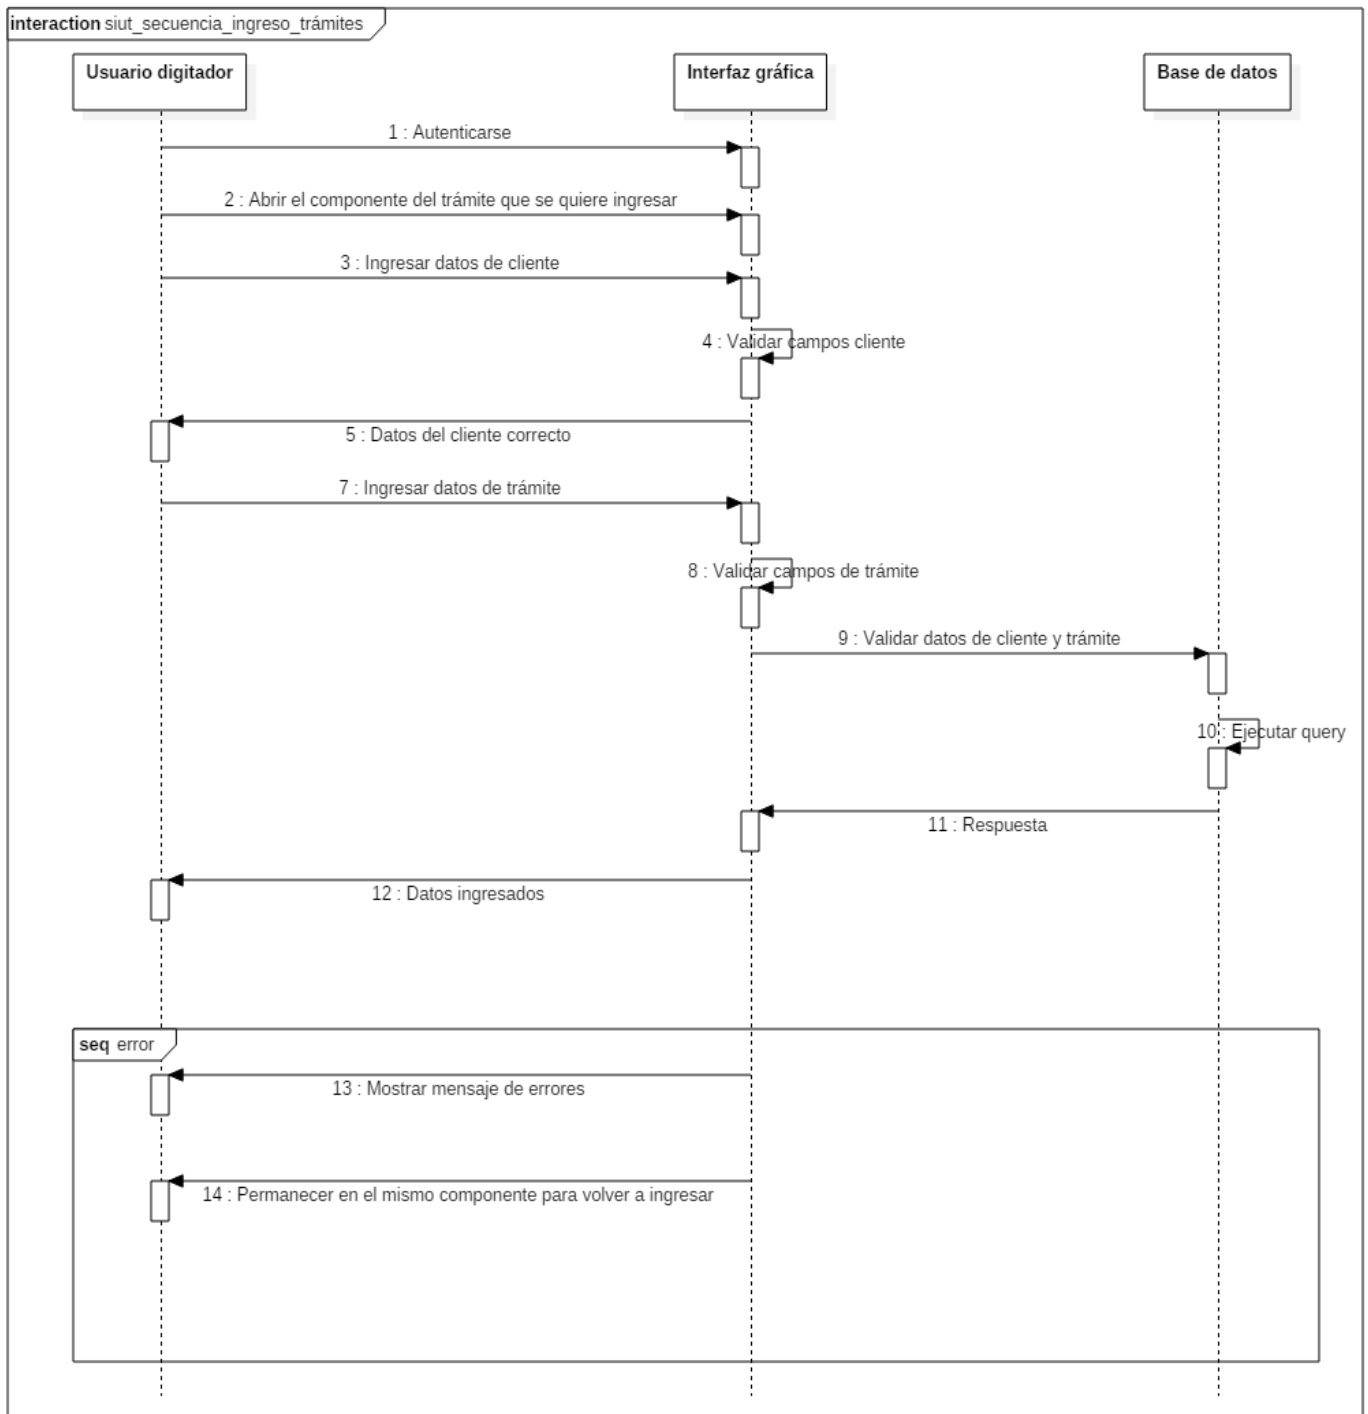 interaction siut_secuencia_ingreso_trámites
Usuario digitador
Interfaz gráfica
Base de datos
1 : Autenticarse
2 : Abrir el componente del trámite que se quiere ingresar
3 : Ingresar datos de cliente
4 : Validar campos cliente
5 : Datos del cliente correcto
7 : Ingresar datos de trámite
8 : Validar campos de trámite
9 : Validar datos de cliente y trámite
10 : Ejecutar query
11 : Respuesta
12 : Datos ingresados
seq error
13 : Mostrar mensaje de errores
14 : Permanecer en el mismo componente para volver a ingresar